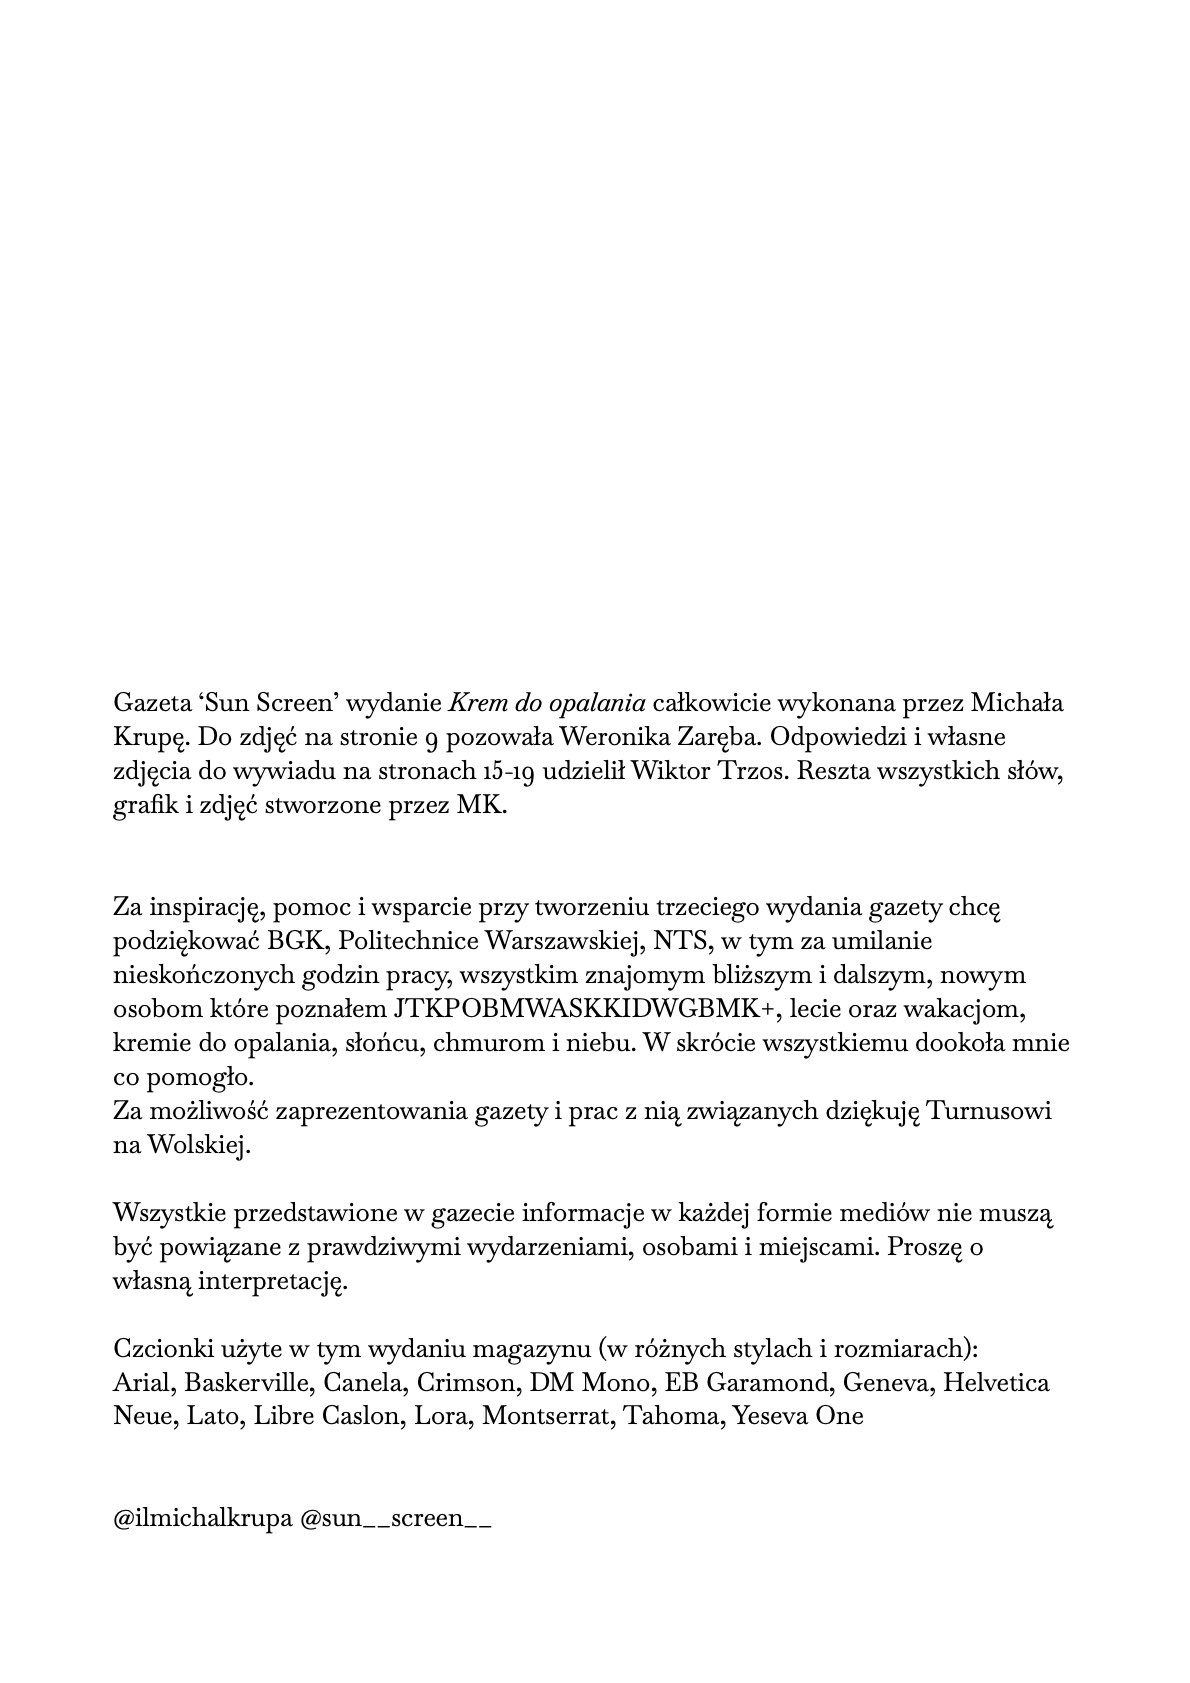 Gazeta ‘Sun Screen’ wydanie Krem do opalania całkowicie wykonana przez Michała
Krupę. Do zdjęć na stronie 9 pozowała Weronika Zaręba. Odpowiedzi i własne
zdjęcia do wywiadu na stronach 15-19 udzielił Wiktor Trzos. Reszta wszystkich słów,
grafik i zdjęć stworzone przez MK.
Za inspirację, pomoc i wsparcie przy tworzeniu trzeciego wydania gazety chcę
podziękować BGK, Politechnice Warszawskiej, NTS, w tym za umilanie
nieskończonych godzin pracy, wszystkim znajomym bliższym i dalszym, nowym
osobom które poznałem JTKPOBMWASKKIDWGBMK+, lecie oraz wakacjom,
kremie do opalania, słońcu, chmurom i niebu. W skrócie wszystkiemu dookoła mnie
co pomogło.
Za możliwość zaprezentowania gazety i prac z nią związanych dziękuję Turnusowi
na Wolskiej.
Wszystkie przedstawione w gazecie informacje w każdej formie mediów nie muszą
być powiązane z prawdziwymi wydarzeniami, osobami i miejscami. Proszę o
własną interpretację.
Czcionki użyte w tym wydaniu magazynu (w różnych stylach i rozmiarach):
Arial, Baskerville, Canela, Crimson, DM Mono, EB Garamond, Geneva, Helvetica
Neue, Lato, Libre Caslon, Lora, Montserrat, Tahoma, Yeseva One
@ilmichalkrupa @sun__screen__